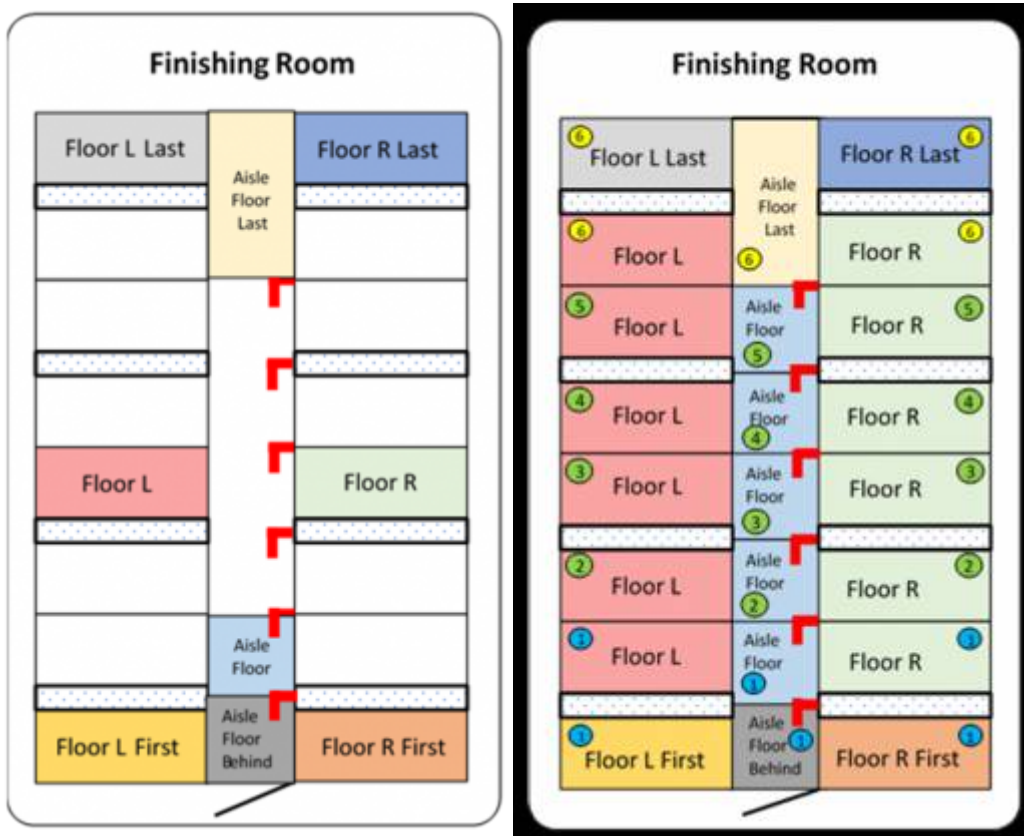 Finishing Room
Floor L Last
Aisle
Floor
Last
Floor R Last
Floor L
Floor R
Aisle
Floor
Floor L First
Aisle
Floor
Behind
Floor R First
Finishing Room
6
Floor L Last
Aisle
Floor
Last
6
Floor R Last
6
6
Floor L
6
Floor R
5
Floor L
Aisle
Floor
5
5
Floor R
4
Floor L
Aisle
Floor
4
4
Floor R
3
Floor L
Aisle
Floor
3
3
Floor R
2
Floor L
Aisle
Floor
2
2
Floor R
1
Floor L
Aisle
Floor
1
1
Floor R
1
Floor L First
Aisle
Floor
Behind
1
1
Floor R First